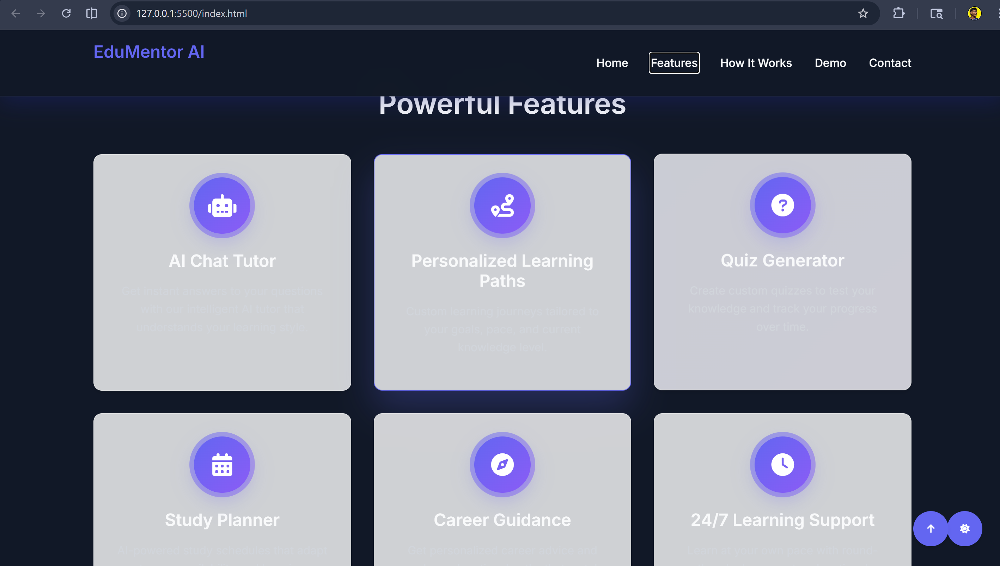 127.0.0.1:5500/index.html
EduMentor AI
Home Features How It Works Demo Contact
Powerful Features
AI Chat Tutor
Get instant answers to your questions
with our intelligent AI tutor that
understands your learning style.
Personalized Learning
Paths
Custom learning journeys tailored to
your goals, pace, and current
knowledge level.
Quiz Generator
Create custom quizzes to test your
knowledge and track your progress
over time.
Study Planner
AI-powered study schedules that adapt
Career Guidance
Get personalized career advice and
24/7 Learning Support
Learn at your own pace with round-